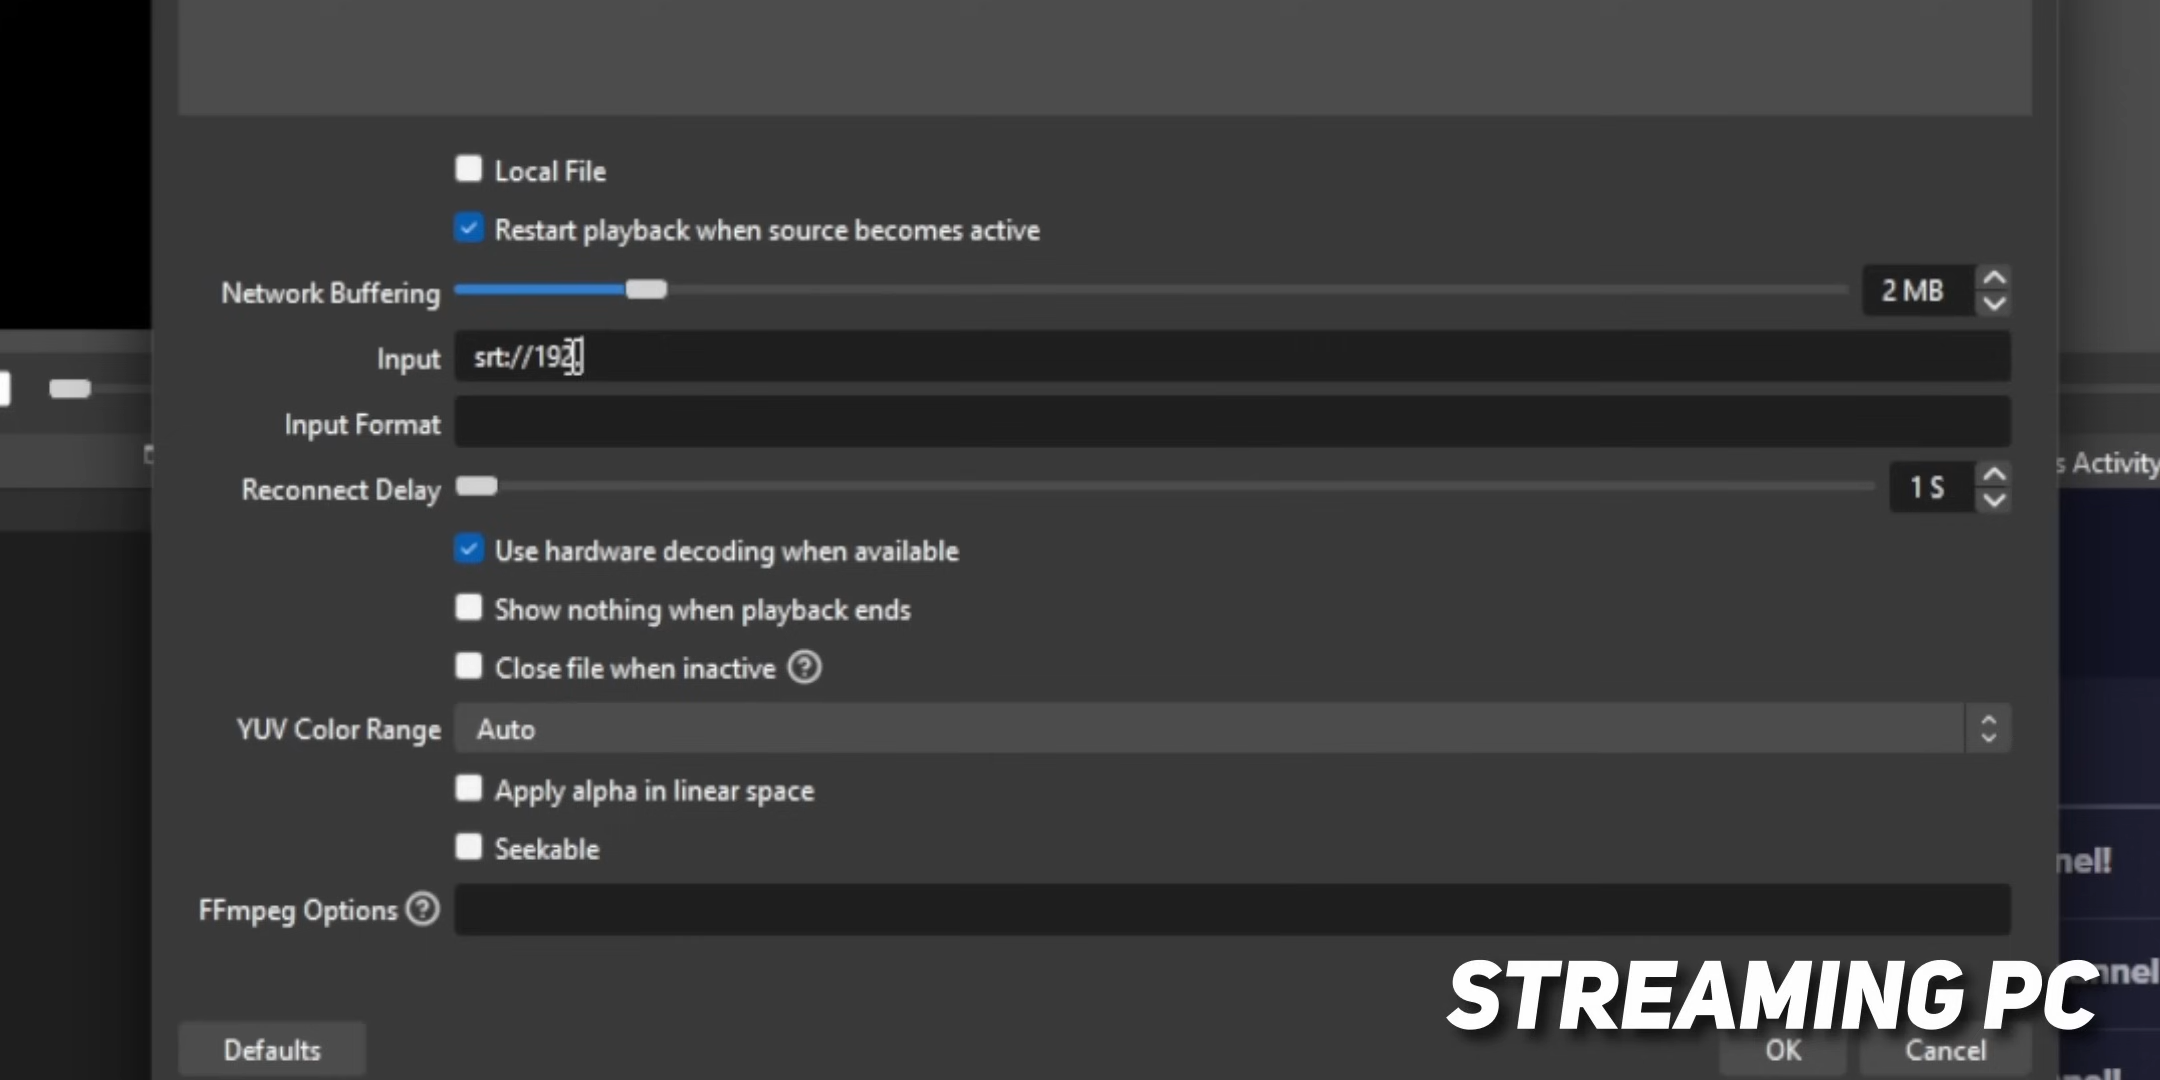 Local File
Restart playback when source becomes active
Network Buffering 2 MB
Input srt://192.
Input Format
s Activity
Reconnect Delay 1 S
Use hardware decoding when available
Show nothing when playback ends
Close file when inactive ?
YUV Color Range Auto
Apply alpha in linear space
Seekable
nel!
FFmpeg Options ?
STREAMING PC
nnel
Defaults OK Cancel